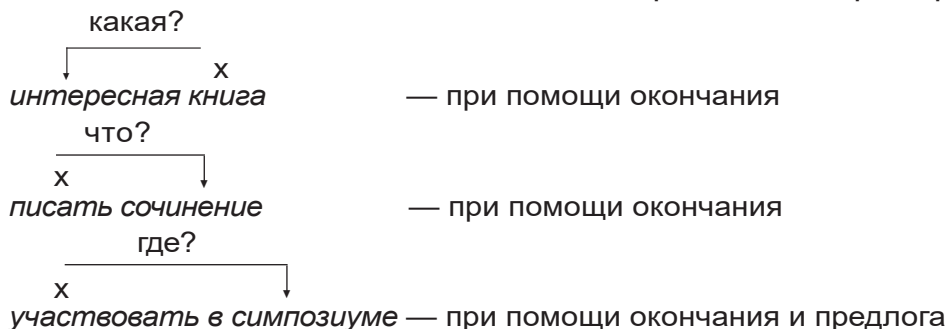 какая?
х
интересная книга — при помощи окончания
что?
х
писать сочинение — при помощи окончания
где?
х
участвовать в симпозиуме — при помощи окончания и предлога